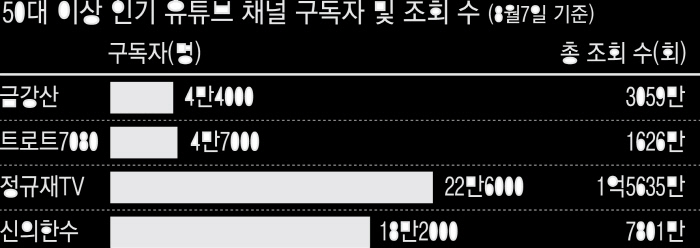 50대 이상 인기 유튜브 채널 구독자 및 조회 수 (8월7일 기준)
구독자(명) 총 조회 수(회)
금강산 4만4000 3059만
트로트7080 4만7000 1626만
정규재TV 22만6000 1억5635만
신의한수 18만2000 7801만